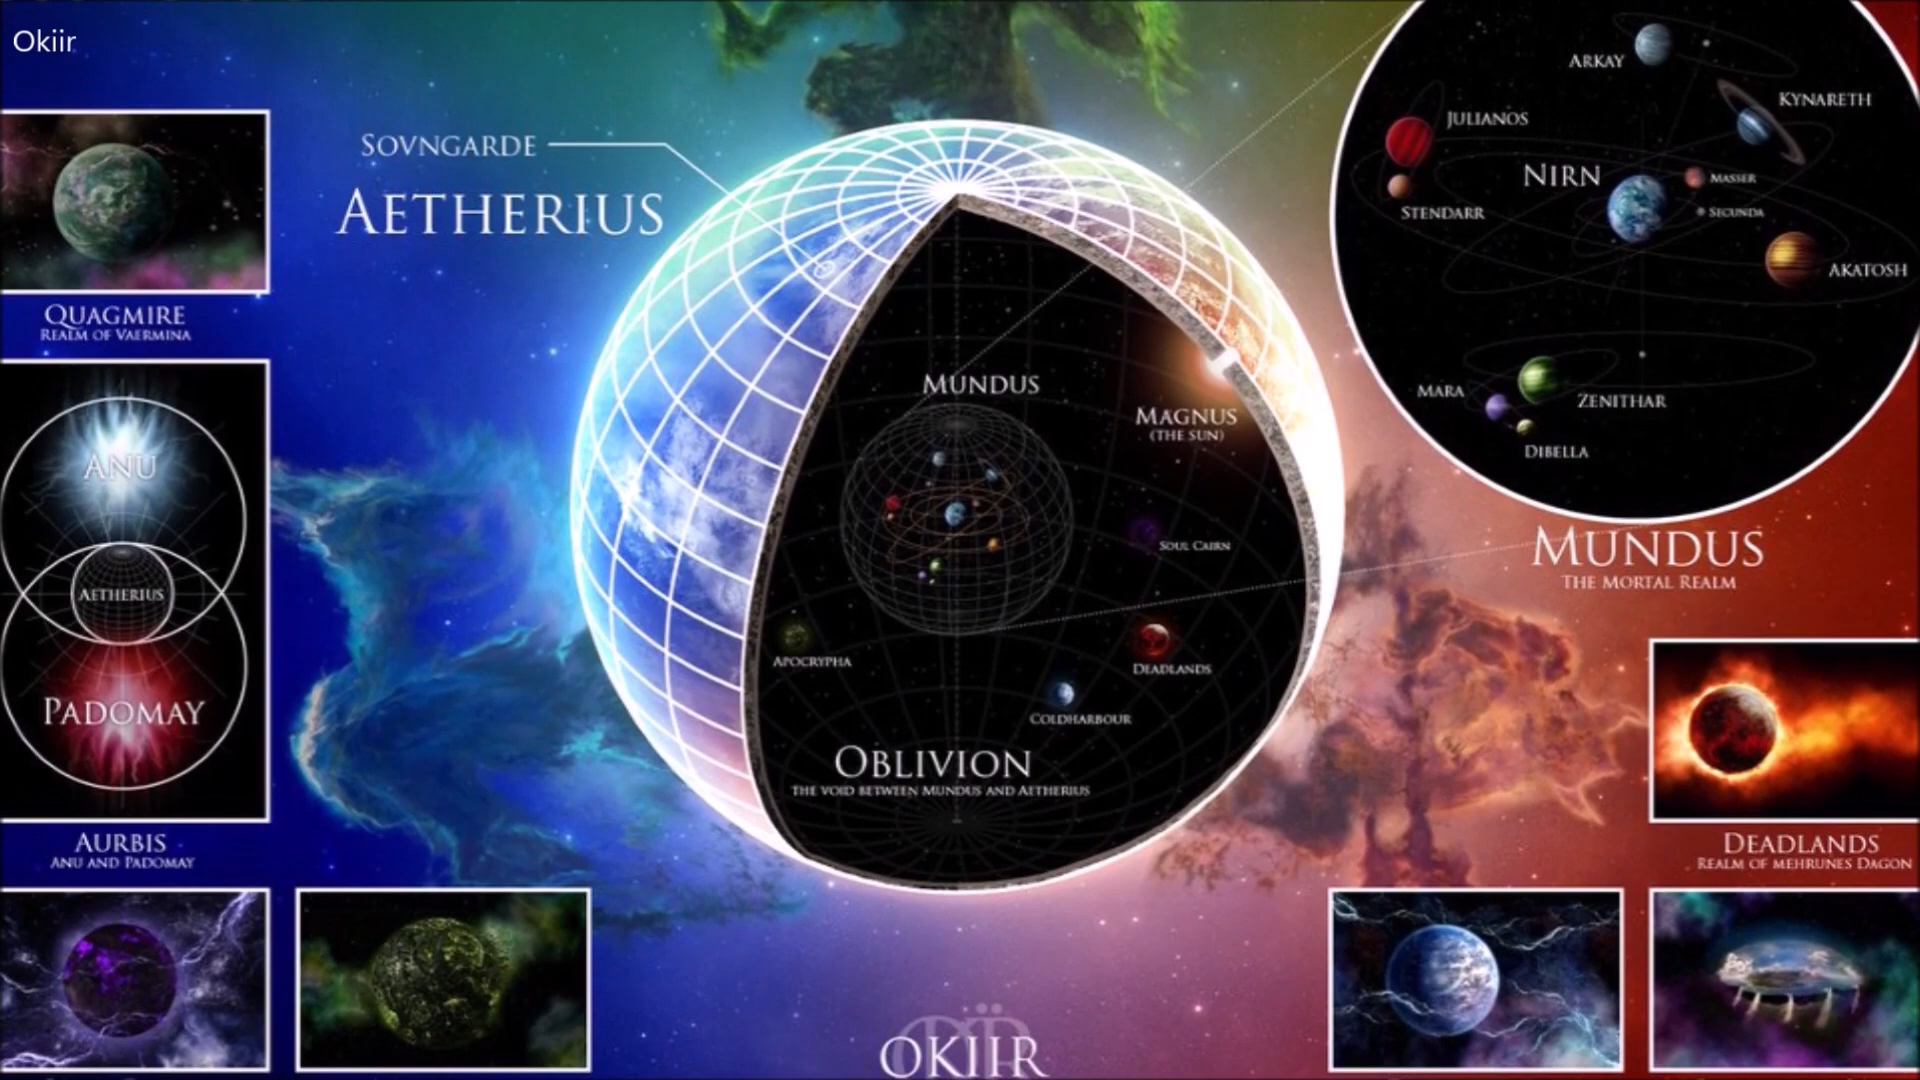 Okiir
SOVNGARDE
AETHERIUS
QUAGMIRE
REALM OF VAERMINA
ANU
AETHERIUS
PADOMAY
AURBIS
ANU AND PADOMAY
MUNDUS
MAGNUS
(THE SUN)
SOUL CAIRN
APOCRYPHA
DEADLANDS
COLDHARBOUR
OBLIVION
THE VOID BETWEEN MUNDUS AND AETHERIUS
ARKAY
KYNARETH
JULIANOS
NIRN
MASSER
SECUNDA
STENDARR
AKATOSH
MARA
ZENITHAR
DIBELLA
MUNDUS
THE MORTAL REALM
DEADLANDS
REALM OF MEHRUNES DAGON
OKIIR